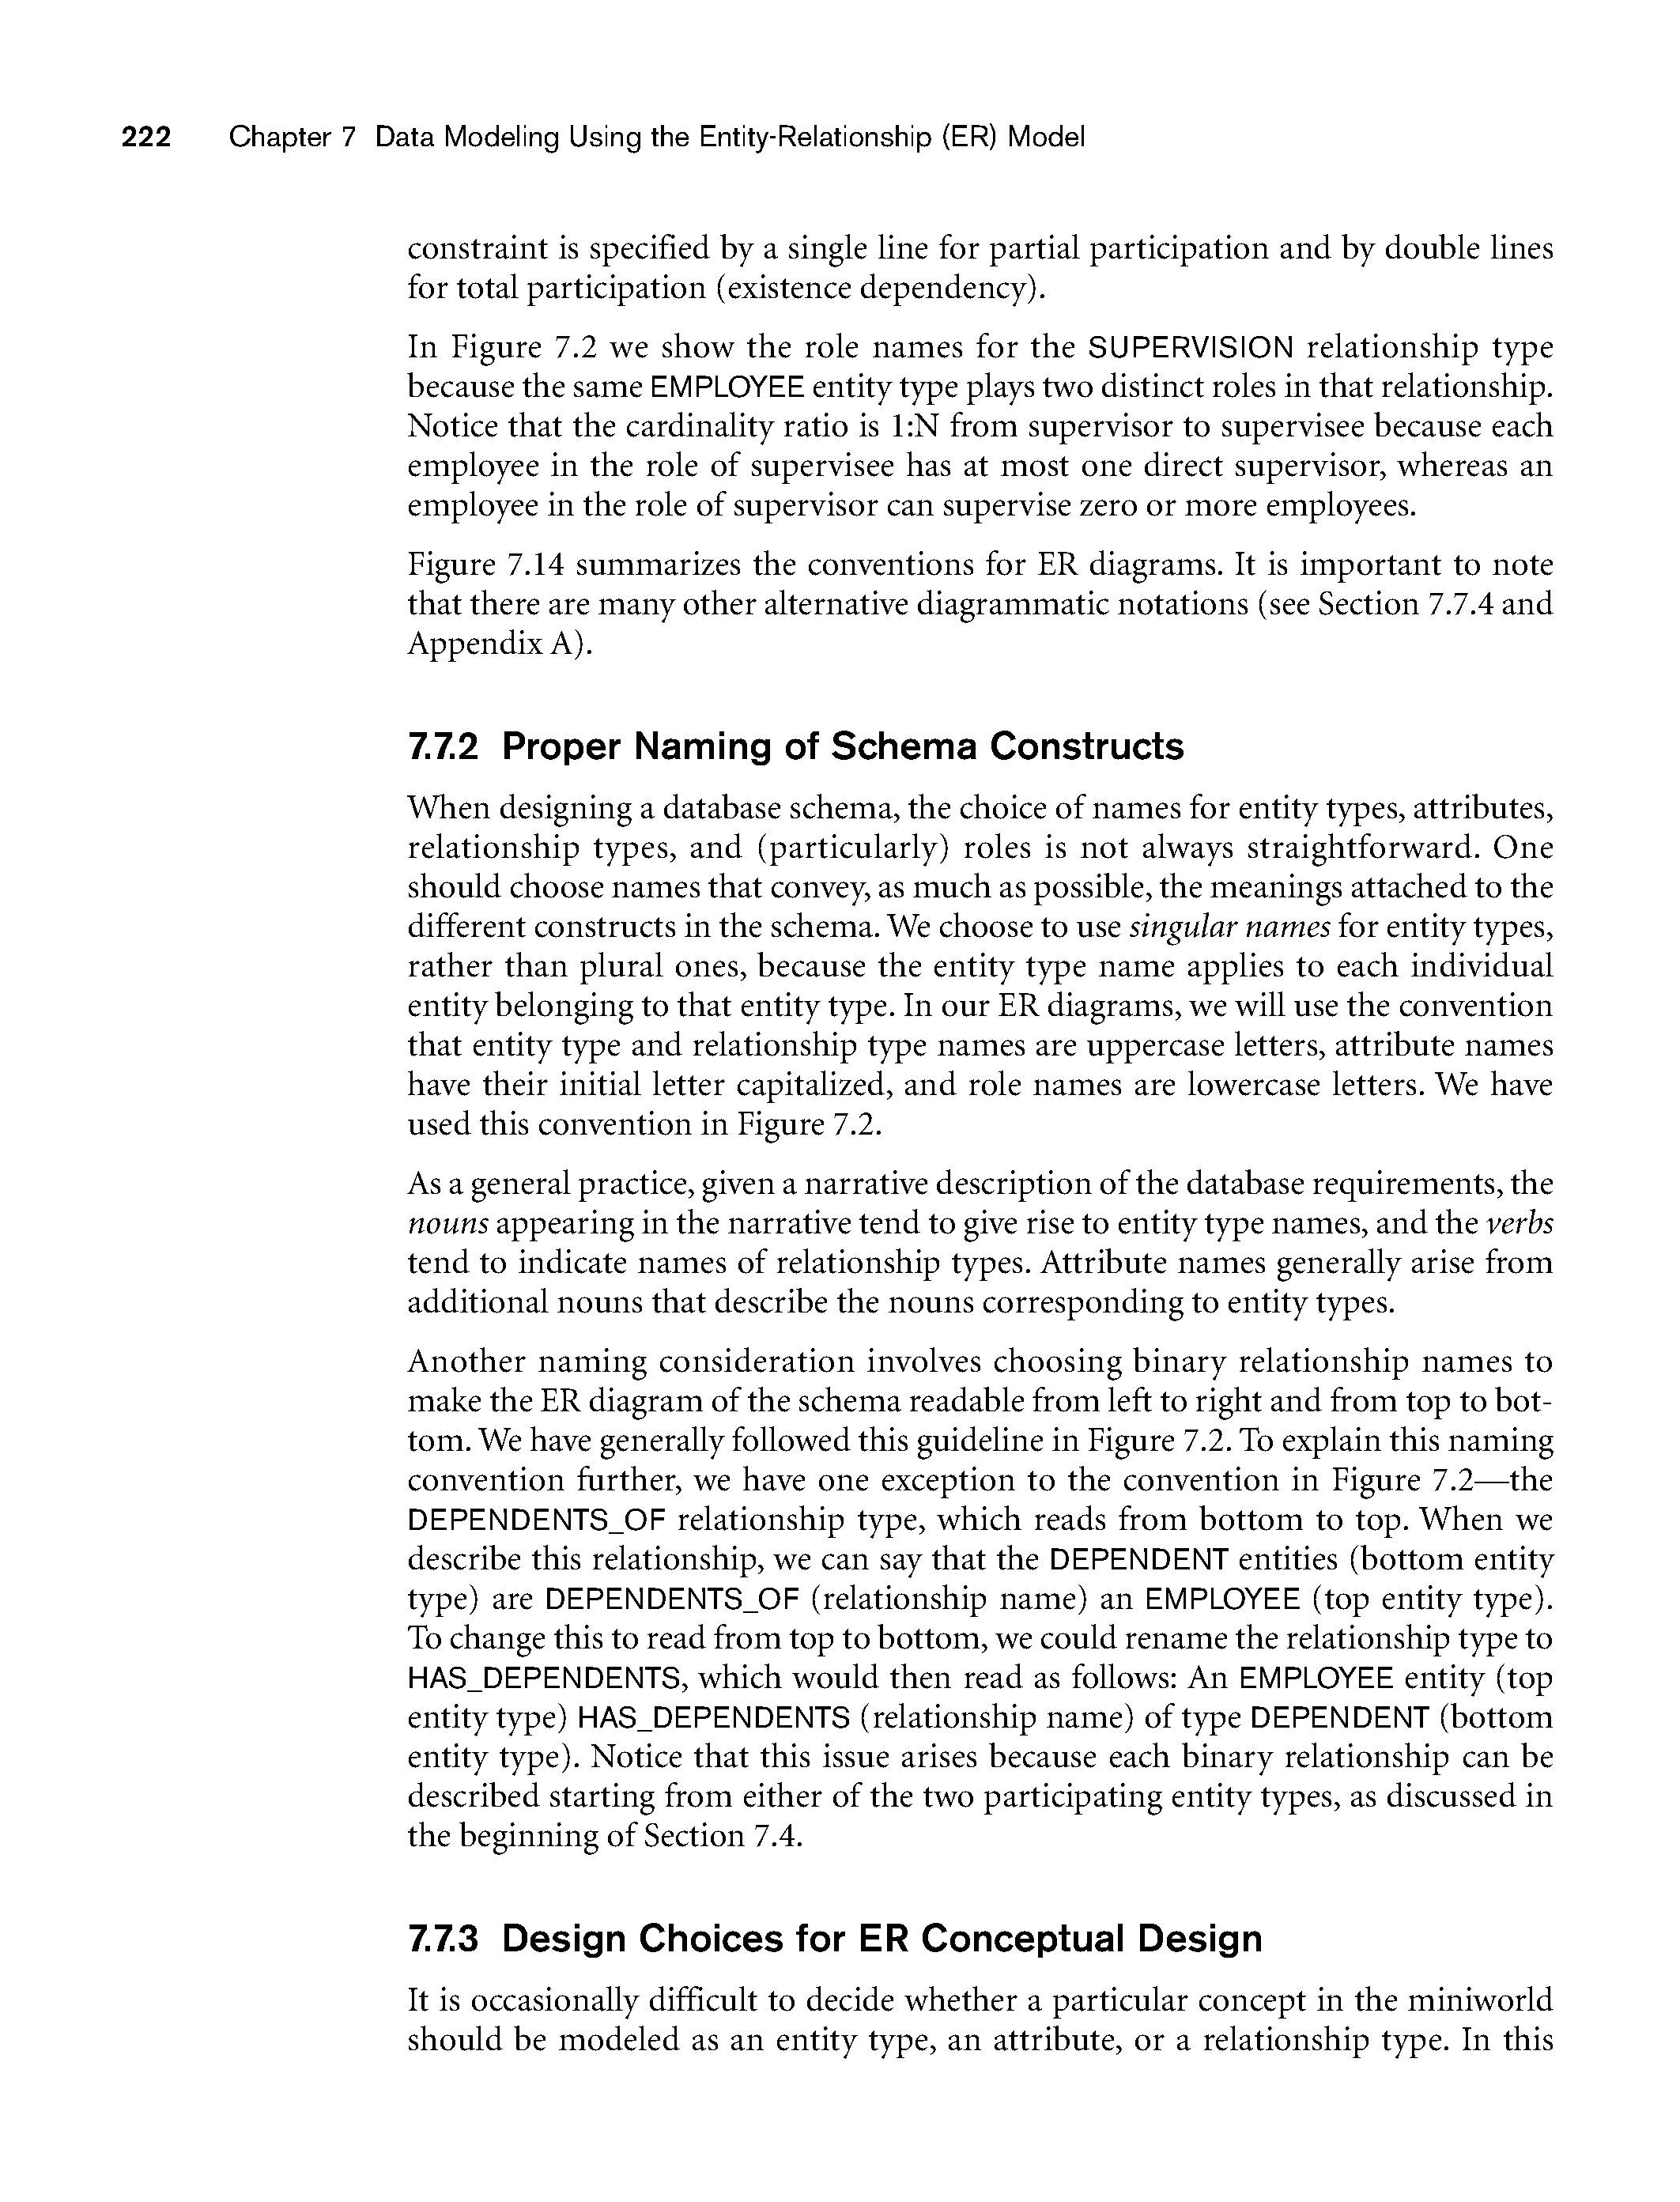 222 Chapter 7 Data Modeling Using the Entity-Relationship (ER) Model
constraint is specified by a single line for partial participation and by double lines
for total participation (existence dependency).
In Figure 7.2 we show the role names for the SUPERVISION relationship type
because the same EMPLOYEE entity type plays two distinct roles in that relationship.
Notice that the cardinality ratio is 1:N from supervisor to supervisee because each
employee in the role of supervisee has at most one direct supervisor, whereas an
employee in the role of supervisor can supervise zero or more employees.
Figure 7.14 summarizes the conventions for ER diagrams. It is important to note
that there are many other alternative diagrammatic notations (see Section 7.7.4 and
Appendix A).
7.7.2 Proper Naming of Schema Constructs
When designing a database schema, the choice of names for entity types, attributes,
relationship types, and (particularly) roles is not always straightforward. One
should choose names that convey, as much as possible, the meanings attached to the
different constructs in the schema. We choose to use singular names for entity types,
rather than plural ones, because the entity type name applies to each individual
entity belonging to that entity type. In our ER diagrams, we will use the convention
that entity type and relationship type names are uppercase letters, attribute names
have their initial letter capitalized, and role names are lowercase letters. We have
used this convention in Figure 7.2.
As a general practice, given a narrative description of the database requirements, the
nouns appearing in the narrative tend to give rise to entity type names, and the verbs
tend to indicate names of relationship types. Attribute names generally arise from
additional nouns that describe the nouns corresponding to entity types.
Another naming consideration involves choosing binary relationship names to
make the ER diagram of the schema readable from left to right and from top to bot-
tom. We have generally followed this guideline in Figure 7.2. To explain this naming
convention further, we have one exception to the convention in Figure 7.2—the
DEPENDENTS_OF relationship type, which reads from bottom to top. When we
describe this relationship, we can say that the DEPENDENT entities (bottom entity
type) are DEPENDENTS_OF (relationship name) an EMPLOYEE (top entity type).
To change this to read from top to bottom, we could rename the relationship type to
HAS_DEPENDENTS, which would then read as follows: An EMPLOYEE entity (top
entity type) HAS_DEPENDENTS (relationship name) of type DEPENDENT (bottom
entity type). Notice that this issue arises because each binary relationship can be
described starting from either of the two participating entity types, as discussed in
the beginning of Section 7.4.
7.7.3 Design Choices for ER Conceptual Design
It is occasionally difficult to decide whether a particular concept in the miniworld
should be modeled as an entity type, an attribute, or a relationship type. In this